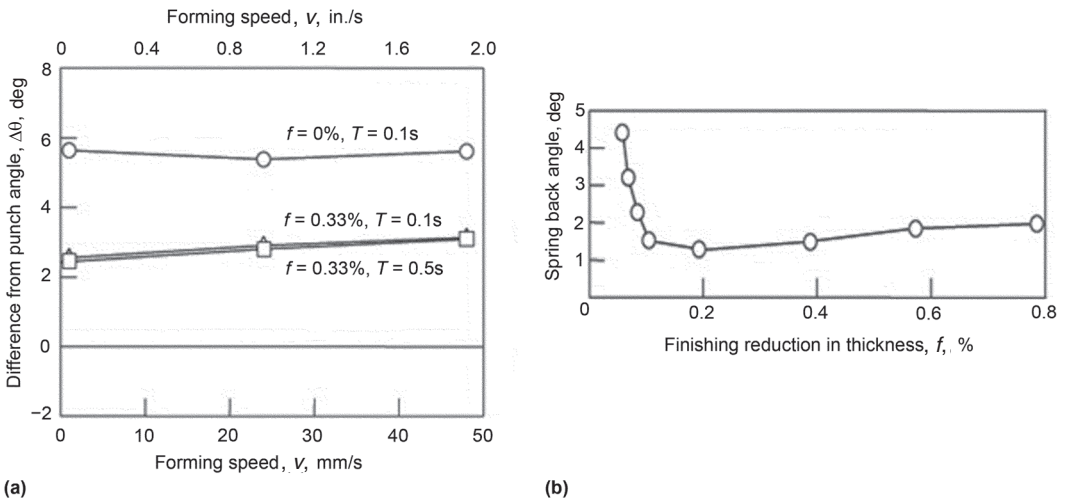 Forming speed, v, in./s
0 0.4 0.9 1.2 1.6 2.0
8
6
4
2
0
−2
Difference from punch angle, Δθ, deg
f = 0%, T = 0.1s
f = 0.33%, T = 0.1s
f = 0.33%, T = 0.5s
0 10 20 30 40 50
Forming speed, v, mm/s
(a)
5
4
3
2
1
Spring back angle, deg
0 0.2 0.4 0.6 0.8
Finishing reduction in thickness, f, %
(b)